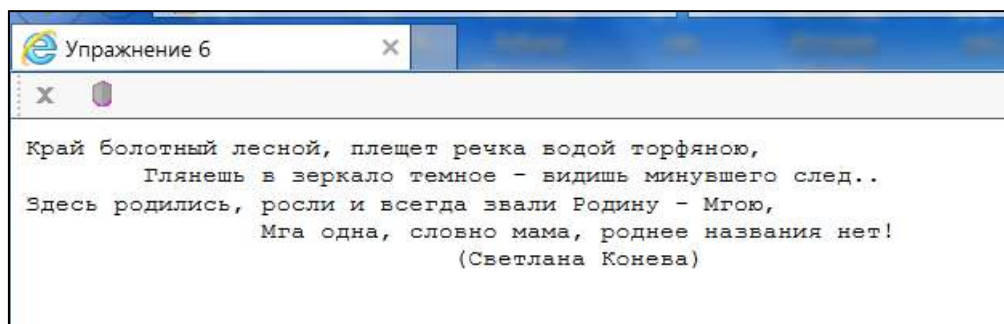 Упражнение 6
Край болотный лесной, плещет речка водой торфяною,
Глянешь в зеркало темное – видишь минувшего след..
Здесь родились, росли и всегда звали Родину – Мгою,
Мга одна, словно мама, роднее названия нет!
(Светлана Конева)